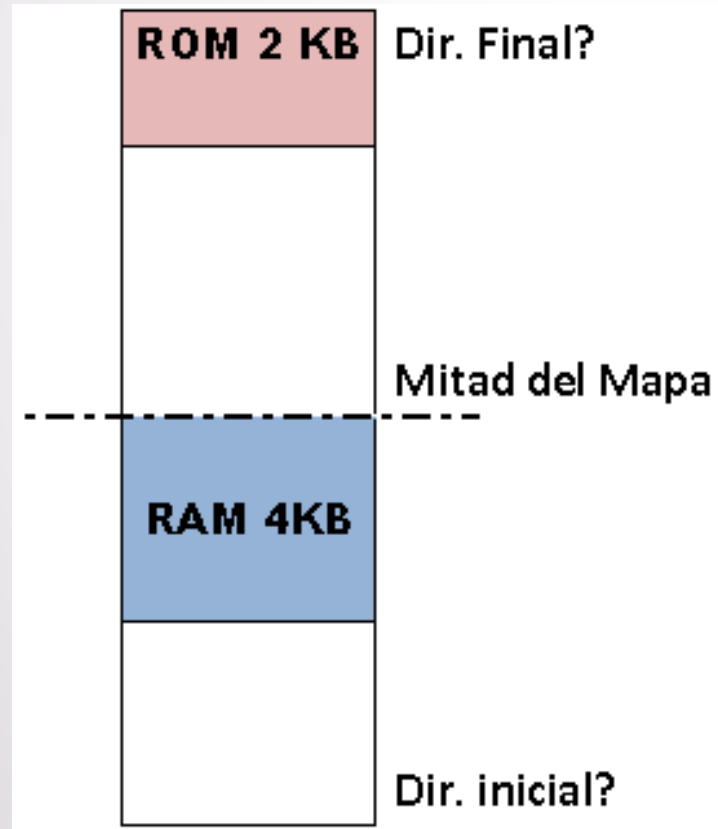 ROM 2 KB
Dir. Final?
Mitad del Mapa
RAM 4KB
Dir. inicial?